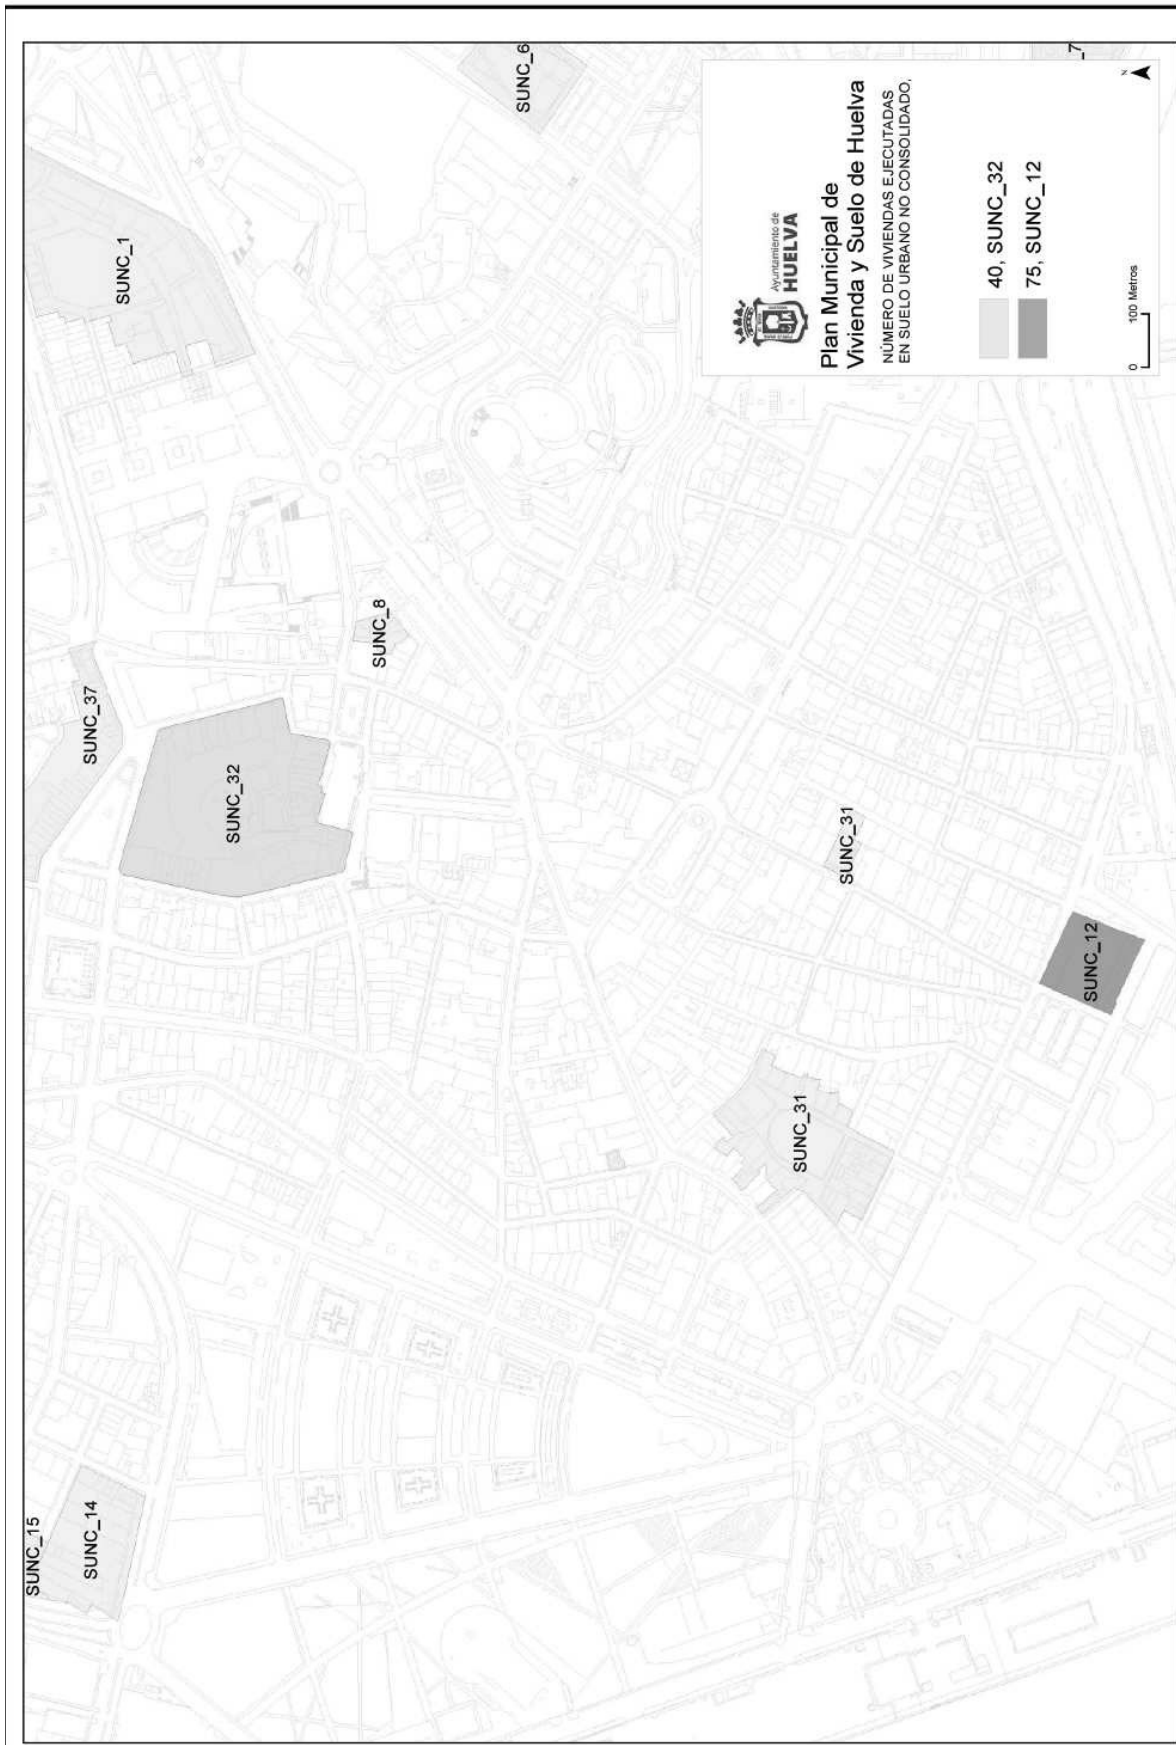 SUNC_15
SUNC_14
SUNC_37
SUNC_1
SUNC_32
SUNC_8
SUNC_6
SUNC_31
SUNC_31
SUNC_12
_7
Ayuntamiento de
HUELVA
Plan Municipal de
Vivienda y Suelo de Huelva
NÚMERO DE VIVIENDAS EJECUTADAS
EN SUELO URBANO NO CONSOLIDADO,
40, SUNC_32
75, SUNC_12
0 100 Metros
N